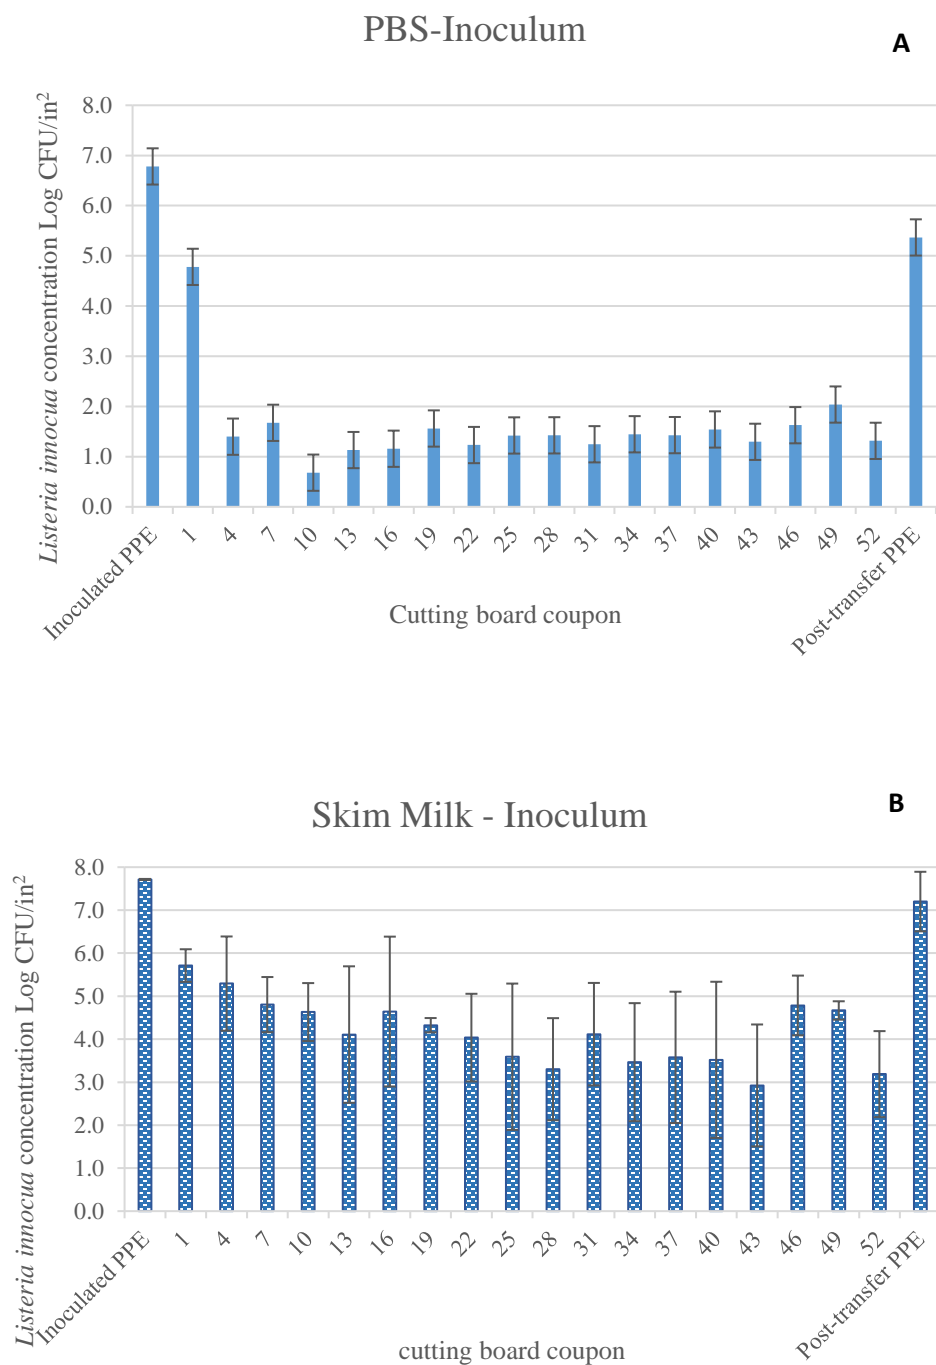 PBS-Inoculum
A
Listeria innocua concentration Log CFU/in²
8.0
7.0
6.0
5.0
4.0
3.0
2.0
1.0
0.0
Inoculated PPE 1 4 7 10 13 16 19 22 25 28 31 34 37 40 43 46 49 52 Post-transfer PPE
Cutting board coupon
Skim Milk - Inoculum
B
Listeria innocua concentration Log CFU/in²
8.0
7.0
6.0
5.0
4.0
3.0
2.0
1.0
0.0
Inoculated PPE 1 4 7 10 13 16 19 22 25 28 31 34 37 40 43 46 49 52 Post-transfer PPE
cutting board coupon